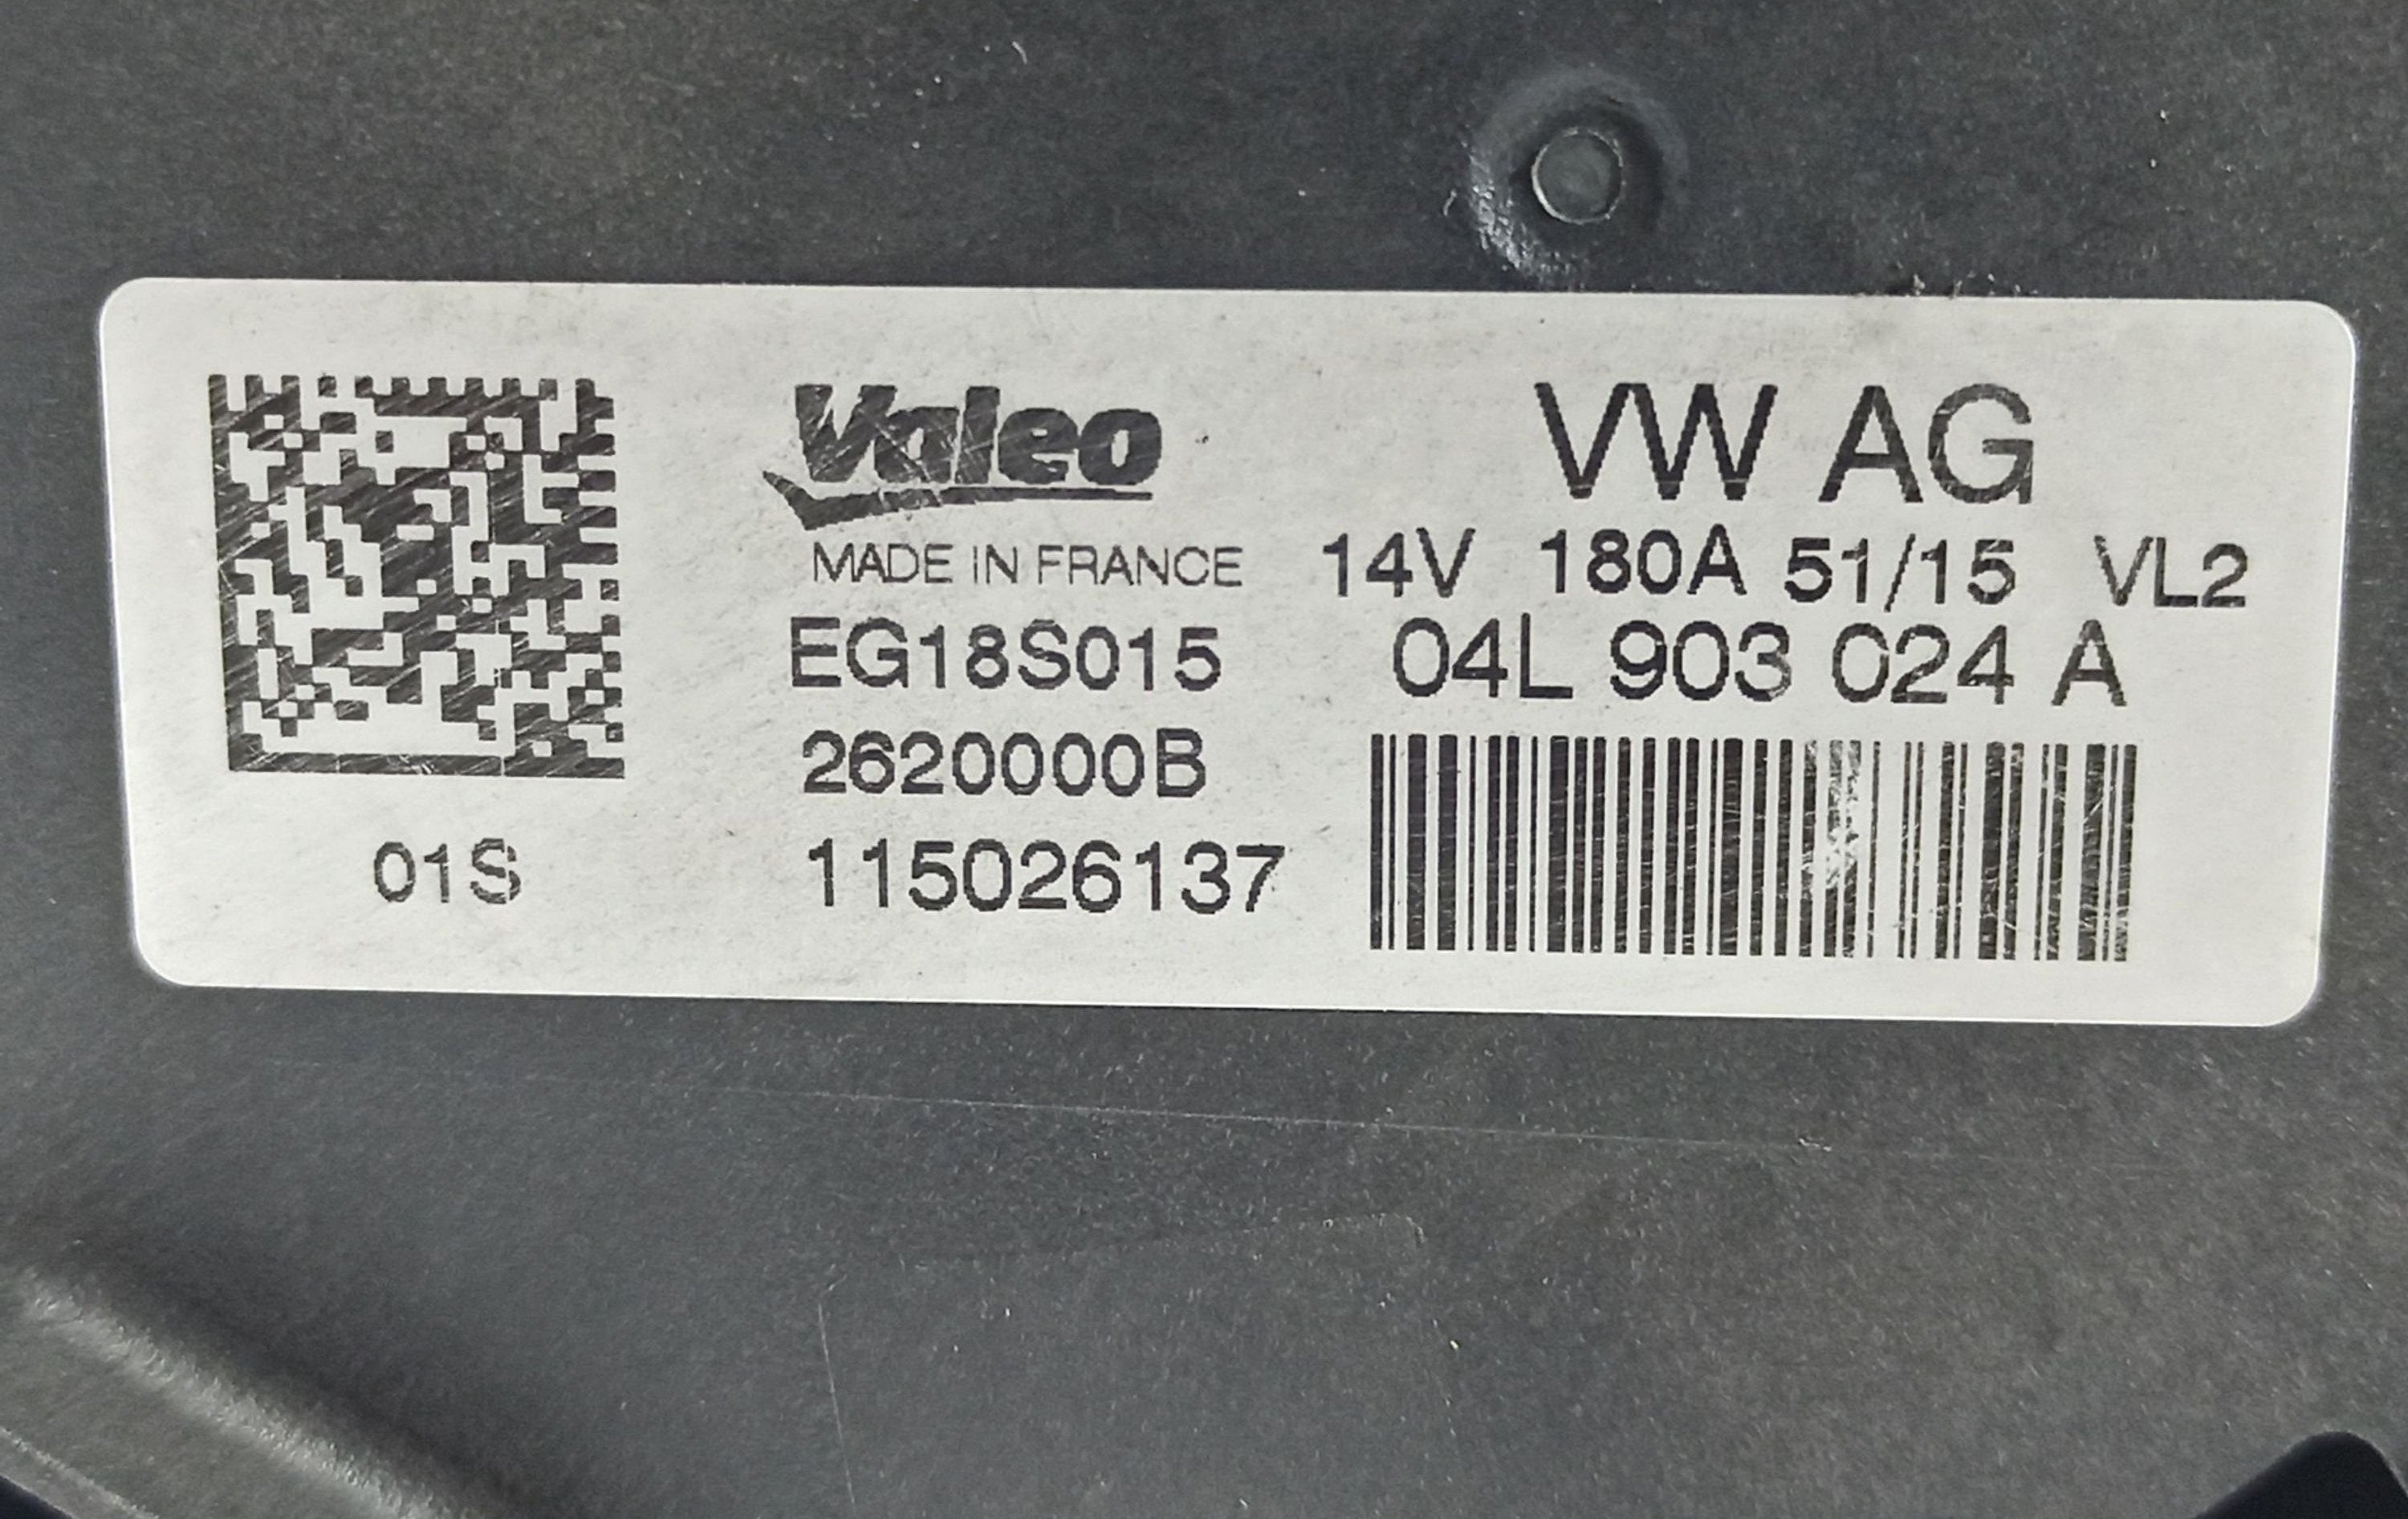 Valeo
MADE IN FRANCE
EG18S015
2620000B
115026137
01S
VW AG
14V 180A 51/15 VL2
04L 903 024 A